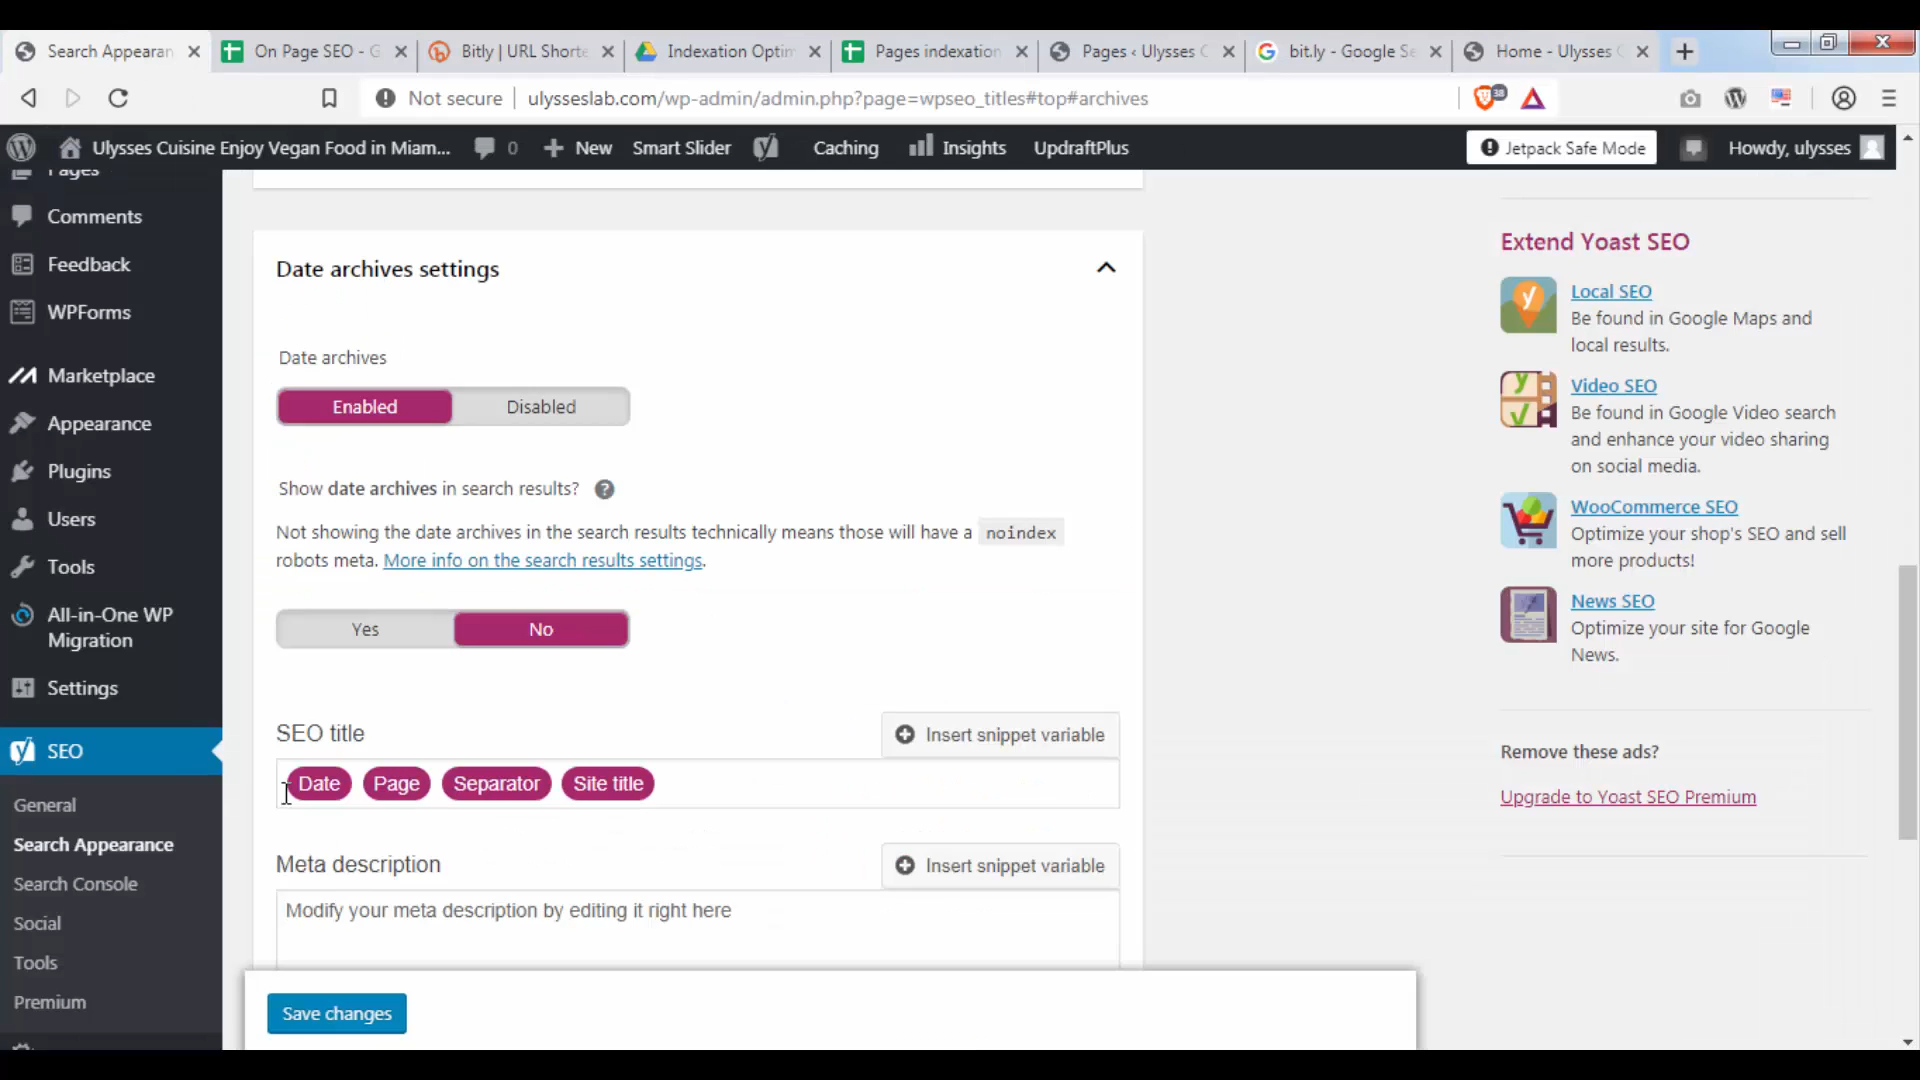 Search Appearan
On Page SEO - G
Bitly | URL Shorte
Indexation Optim
Pages indexation
Pages ‹ Ulysses C
bit.ly - Google Se
Home - Ulysses C
Not secure
ulysseslab.com/wp-admin/admin.php?page=wpseo_titles#top#archives
38
Ulysses Cuisine Enjoy Vegan Food in Miam...
0
New
Smart Slider
Caching
Insights
UpdraftPlus
Jetpack Safe Mode
Howdy, ulysses
Pages
Comments
Feedback
WPForms
Marketplace
Appearance
Plugins
Users
Tools
All-in-One WP
Migration
Settings
SEO
General
Search Appearance
Search Console
Social
Tools
Premium
Date archives settings
Date archives
Enabled
Disabled
Show date archives in search results?
Not showing the date archives in the search results technically means those will have a noindex
robots meta. More info on the search results settings.
Yes
No
SEO title
Insert snippet variable
Date
Page
Separator
Site title
Meta description
Insert snippet variable
Modify your meta description by editing it right here
Save changes
Extend Yoast SEO
Local SEO
Be found in Google Maps and
local results.
Video SEO
Be found in Google Video search
and enhance your video sharing
on social media.
WooCommerce SEO
Optimize your shop's SEO and sell
more products!
News SEO
Optimize your site for Google
News.
Remove these ads?
Upgrade to Yoast SEO Premium